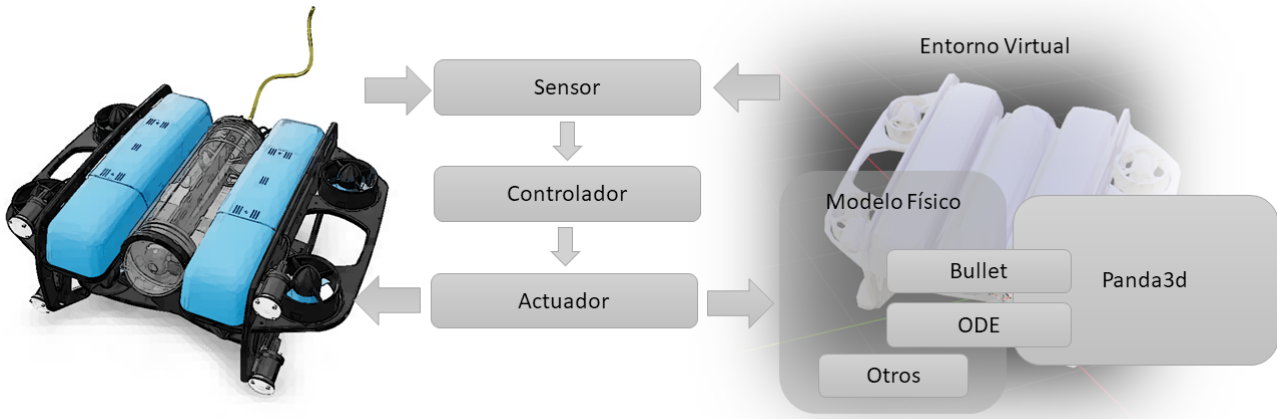 Entorno Virtual
Sensor
Controlador
Actuador
Modelo Físico
Bullet
Panda3d
ODE
Otros